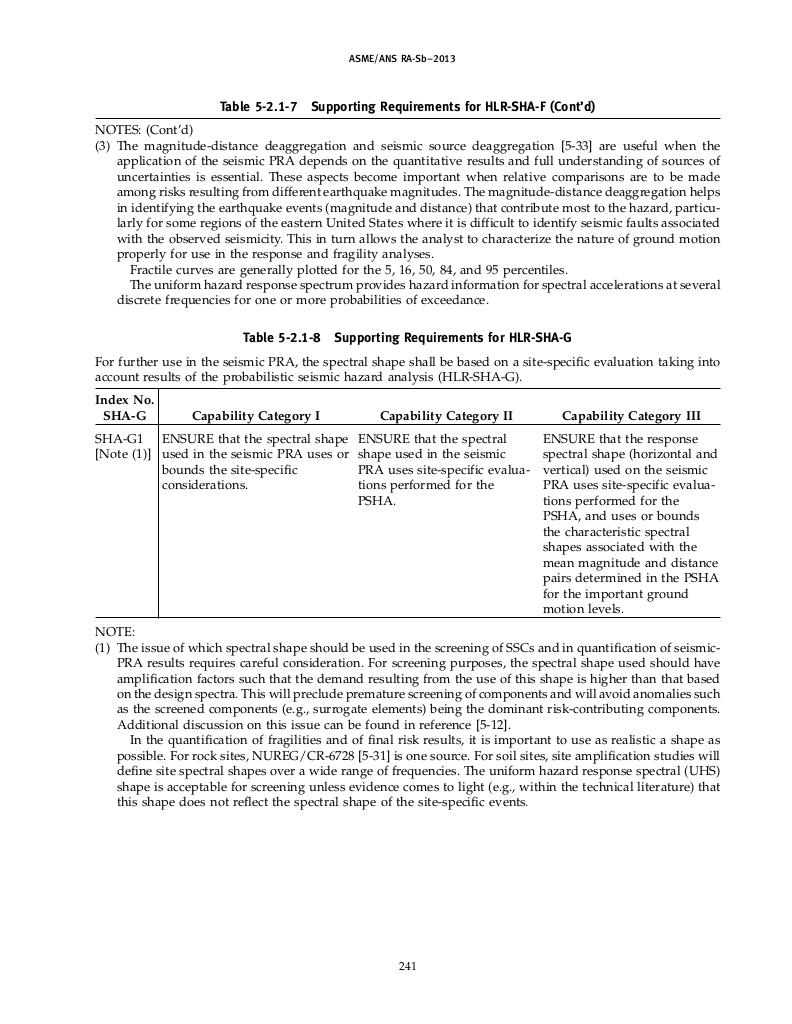 ASME/ANS RA-Sb–2013
Table 5-2.1-7 Supporting Requirements for HLR-SHA-F (Cont'd)
NOTES: (Cont'd)
(3) The magnitude-distance deaggregation and seismic source deaggregation [5-33] are useful when the
application of the seismic PRA depends on the quantitative results and full understanding of sources of
uncertainties is essential. These aspects become important when relative comparisons are to be made
among risks resulting from different earthquake magnitudes. The magnitude-distance deaggregation helps
in identifying the earthquake events (magnitude and distance) that contribute most to the hazard, particu-
larly for some regions of the eastern United States where it is difficult to identify seismic faults associated
with the observed seismicity. This in turn allows the analyst to characterize the nature of ground motion
properly for use in the response and fragility analyses.
Fractile curves are generally plotted for the 5, 16, 50, 84, and 95 percentiles.
The uniform hazard response spectrum provides hazard information for spectral accelerations at several
discrete frequencies for one or more probabilities of exceedance.
Table 5-2.1-8 Supporting Requirements for HLR-SHA-G
For further use in the seismic PRA, the spectral shape shall be based on a site-specific evaluation taking into
account results of the probabilistic seismic hazard analysis (HLR-SHA-G).
Index No.
SHA-G
Capability Category I
Capability Category II
Capability Category III
SHA-G1
[Note (1)]
ENSURE that the spectral shape
used in the seismic PRA uses or
bounds the site-specific
considerations.
ENSURE that the spectral
shape used in the seismic
PRA uses site-specific evalua-
tions performed for the
PSHA.
ENSURE that the response
spectral shape (horizontal and
vertical) used on the seismic
PRA uses site-specific evalua-
tions performed for the
PSHA, and uses or bounds
the characteristic spectral
shapes associated with the
mean magnitude and distance
pairs determined in the PSHA
for the important ground
motion levels.
NOTE:
(1) The issue of which spectral shape should be used in the screening of SSCs and in quantification of seismic-
PRA results requires careful consideration. For screening purposes, the spectral shape used should have
amplification factors such that the demand resulting from the use of this shape is higher than that based
on the design spectra. This will preclude premature screening of components and will avoid anomalies such
as the screened components (e.g., surrogate elements) being the dominant risk-contributing components.
Additional discussion on this issue can be found in reference [5-12].
In the quantification of fragilities and of final risk results, it is important to use as realistic a shape as
possible. For rock sites, NUREG/CR-6728 [5-31] is one source. For soil sites, site amplification studies will
define site spectral shapes over a wide range of frequencies. The uniform hazard response spectral (UHS)
shape is acceptable for screening unless evidence comes to light (e.g., within the technical literature) that
this shape does not reflect the spectral shape of the site-specific events.
241